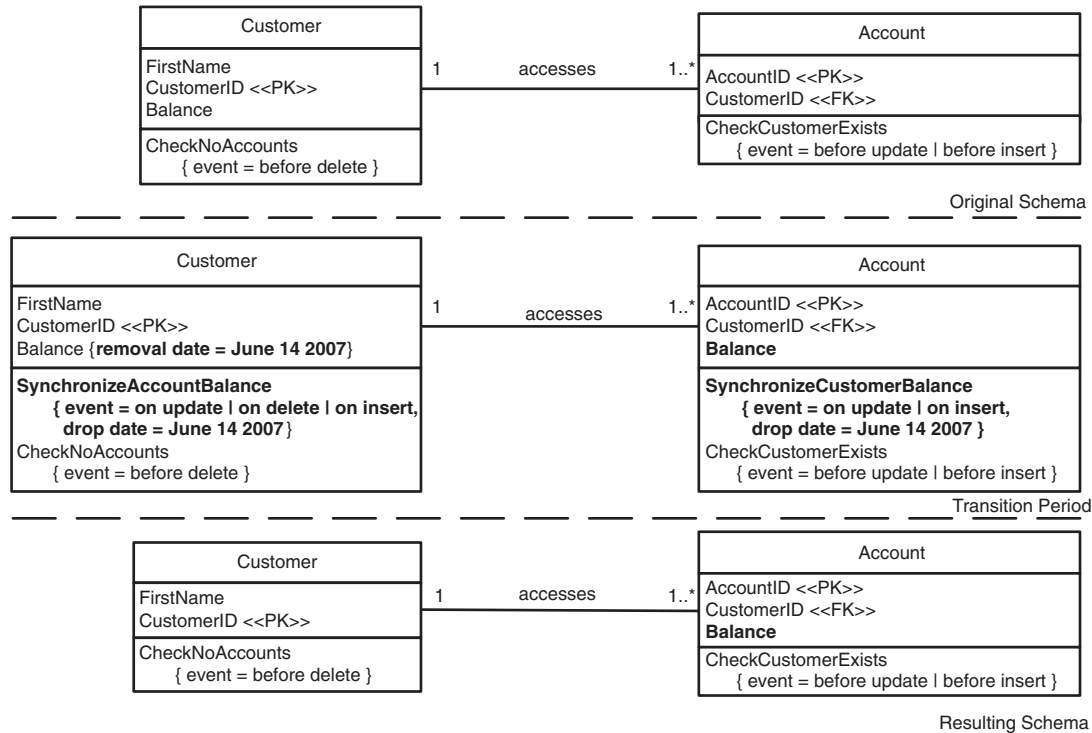 Customer
FirstName
CustomerID <<PK>>
Balance
CheckNoAccounts
{ event = before delete }
1 accesses 1..*
Account
AccountID <<PK>>
CustomerID <<FK>>
CheckCustomerExists
{ event = before update | before insert }
Original Schema
Customer
FirstName
CustomerID <<PK>>
Balance {removal date = June 14 2007}
SynchronizeAccountBalance
{ event = on update | on delete | on insert,
drop date = June 14 2007}
CheckNoAccounts
{ event = before delete }
1 accesses 1..*
Account
AccountID <<PK>>
CustomerID <<FK>>
Balance
SynchronizeCustomerBalance
{ event = on update | on insert,
drop date = June 14 2007 }
CheckCustomerExists
{ event = before update | before insert }
Transition Period
Customer
FirstName
CustomerID <<PK>>
CheckNoAccounts
{ event = before delete }
1 accesses 1..*
Account
AccountID <<PK>>
CustomerID <<FK>>
Balance
CheckCustomerExists
{ event = before update | before insert }
Resulting Schema